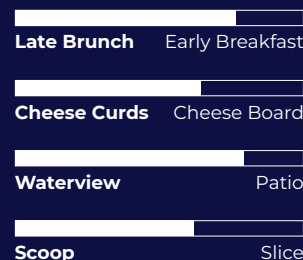 Late Brunch Early Breakfast
Cheese Curds Cheese Board
Waterview Patio
Scoop Slice